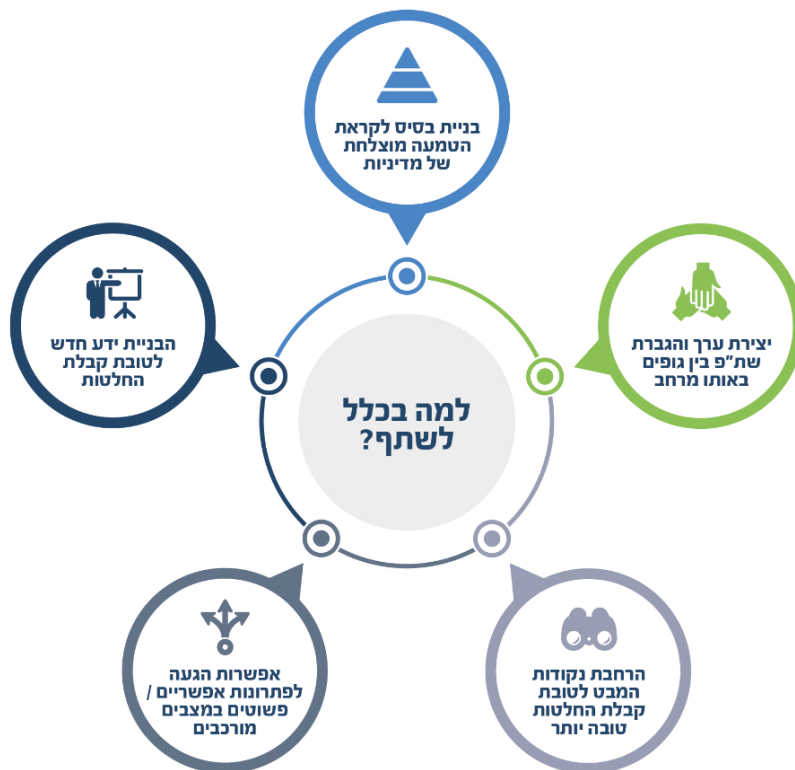 למה בכלל
לשתף?
בניית בסיס לקראת
הטמעה מוצלחת
של מדיניות
יצירת ערך והגברת
שת"פ בין גופים
באותו מרחב
הרחבת נקודות
המבט לטובת
קבלת החלטות
טובה יותר
אפשרות הגעה
לפתרונות אפשריים /
פשוטים במצבים
מורכבים
הבניית ידע חדש
לטובת קבלת
החלטות